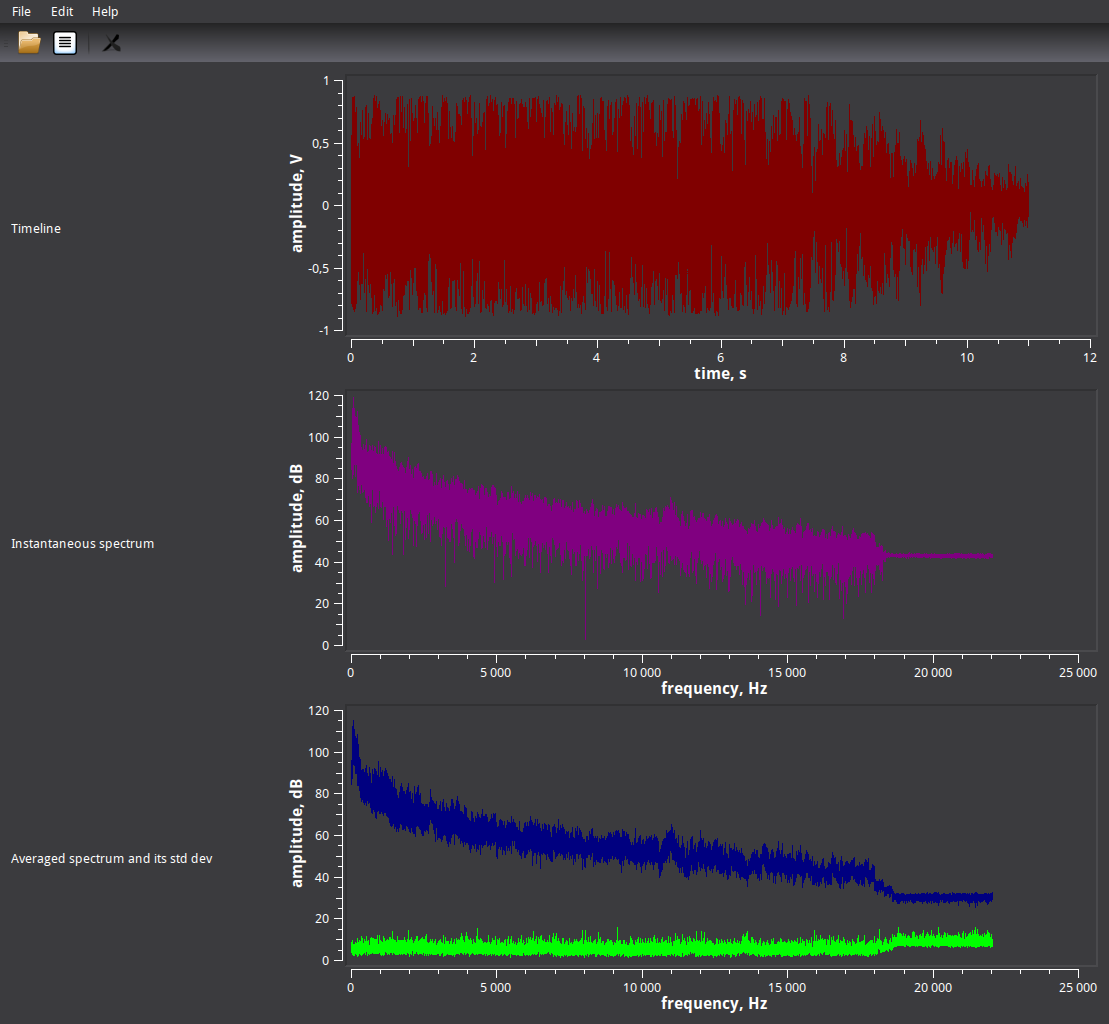 File Edit Help
1
0,5
0
-0,5
-1
amplitude, V
Timeline
0 2 4 6 8 10 12
time, s
120
100
80
60
40
20
0
amplitude, dB
Instantaneous spectrum
0 5 000 10 000 15 000 20 000 25 000
frequency, Hz
120
100
80
60
40
20
0
amplitude, dB
Averaged spectrum and its std dev
0 5 000 10 000 15 000 20 000 25 000
frequency, Hz